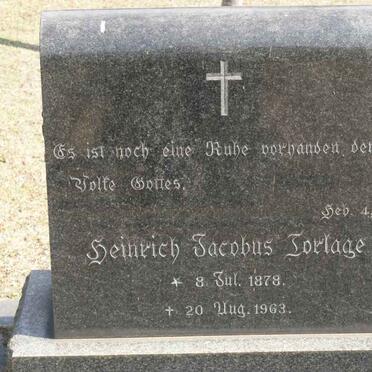 Es ist noch eine Ruhe vorhanden den
Volke Gottes.
Heb. 4,
Heinrich Jacobus Torlage
* 8 Jul. 1878.
+ 20 Aug. 1963.